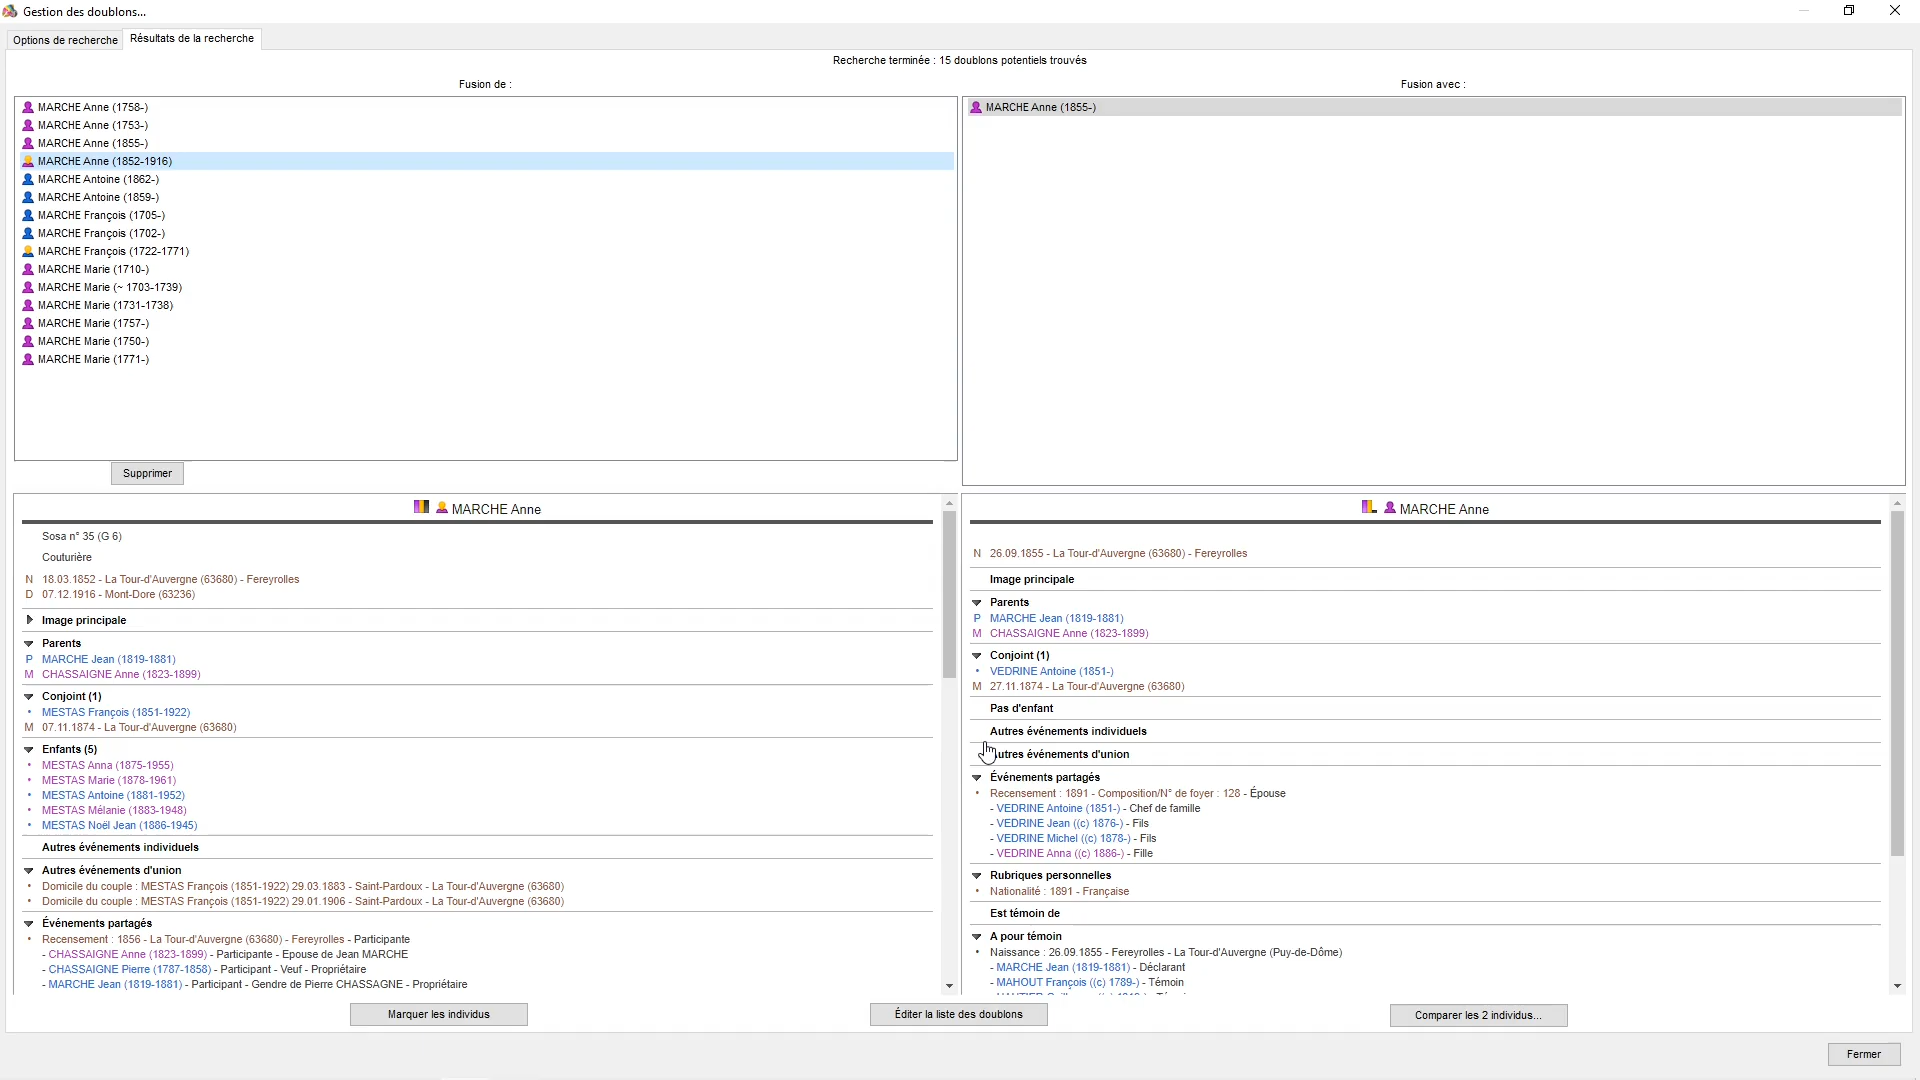 Gestion des doublons...
Options de recherche
Résultats de la recherche
Recherche terminée : 15 doublons potentiels trouvés
Fusion de :
Fusion avec :
MARCHE Anne (1758-)
MARCHE Anne (1753-)
MARCHE Anne (1855-)
MARCHE Anne (1852-1916)
MARCHE Antoine (1862-)
MARCHE Antoine (1859-)
MARCHE François (1705-)
MARCHE François (1702-)
MARCHE François (1722-1771)
MARCHE Marie (1710-)
MARCHE Marie (~ 1703-1739)
MARCHE Marie (1731-1738)
MARCHE Marie (1757-)
MARCHE Marie (1750-)
MARCHE Marie (1771-)
MARCHE Anne (1855-)
Supprimer
MARCHE Anne
Sosa n° 35 (G 6)
Couturière
N 18.03.1852 - La Tour-d'Auvergne (63680) - Fereyrolles
D 07.12.1916 - Mont-Dore (63236)
Image principale
Parents
P MARCHE Jean (1819-1881)
M CHASSAIGNE Anne (1823-1899)
Conjoint (1)
• MESTAS François (1851-1922)
M 07.11.1874 - La Tour-d'Auvergne (63680)
Enfants (5)
• MESTAS Anna (1875-1955)
• MESTAS Marie (1878-1961)
• MESTAS Antoine (1881-1952)
• MESTAS Mélanie (1883-1948)
• MESTAS Noël Jean (1886-1945)
Autres événements individuels
Autres événements d'union
• Domicile du couple : MESTAS François (1851-1922) 29.03.1883 - Saint-Pardoux - La Tour-d'Auvergne (63680)
• Domicile du couple : MESTAS François (1851-1922) 29.01.1906 - Saint-Pardoux - La Tour-d'Auvergne (63680)
Événements partagés
• Recensement : 1856 - La Tour-d'Auvergne (63680) - Fereyrolles - Participante
- CHASSAIGNE Anne (1823-1899) - Participante - Epouse de Jean MARCHE
- CHASSAIGNE Pierre (1787-1858) - Participant - Veuf - Propriétaire
- MARCHE Jean (1819-1881) - Participant - Gendre de Pierre CHASSAGNE - Propriétaire
MARCHE Anne
N 26.09.1855 - La Tour-d'Auvergne (63680) - Fereyrolles
Image principale
Parents
P MARCHE Jean (1819-1881)
M CHASSAIGNE Anne (1823-1899)
Conjoint (1)
• VEDRINE Antoine (1851-)
M 27.11.1874 - La Tour-d'Auvergne (63680)
Pas d'enfant
Autres événements individuels
utres événements d'union
Événements partagés
• Recensement : 1891 - Composition/N° de foyer : 128 - Épouse
- VEDRINE Antoine (1851-) - Chef de famille
- VEDRINE Jean ((c) 1876-) - Fils
- VEDRINE Michel ((c) 1878-) - Fils
- VEDRINE Anna ((c) 1886-) - Fille
Rubriques personnelles
• Nationalité : 1891 - Française
Est témoin de
A pour témoin
• Naissance : 26.09.1855 - Fereyrolles - La Tour-d'Auvergne (Puy-de-Dôme)
- MARCHE Jean (1819-1881) - Déclarant
- MAHOUT François ((c) 1789-) - Témoin
Marquer les individus
Éditer la liste des doublons
Comparer les 2 individus...
Fermer